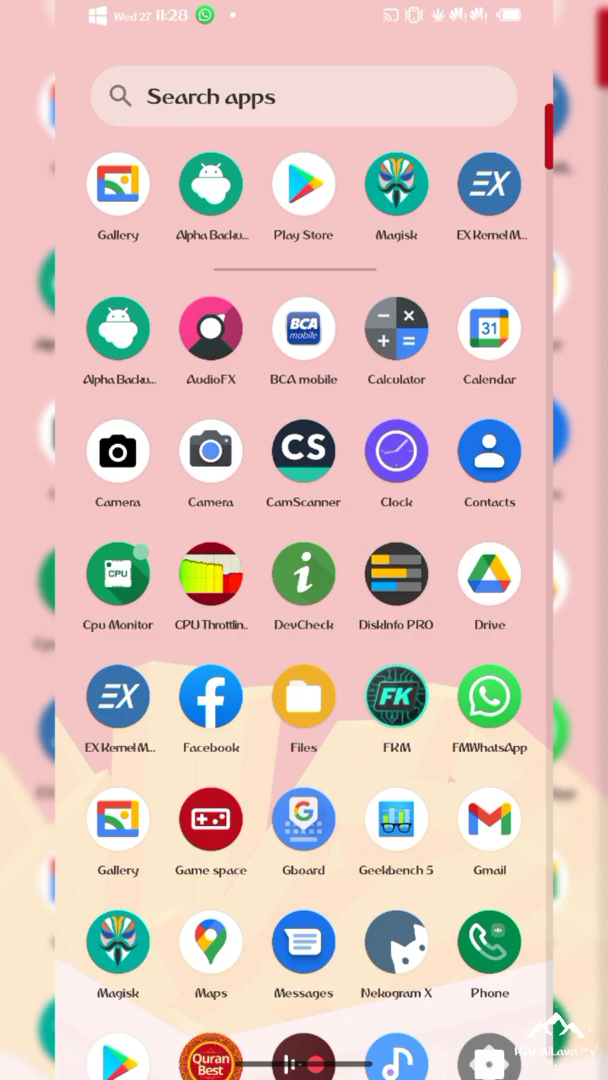 Wed 27 11:28
Search apps
Gallery
Alpha Backu...
Play Store
Magisk
EX
EX Kernel M..
Alpha Backu...
AudioFX
BCA
mobile
BCA mobile
Calculator
31
Calendar
Camera
Camera
CS
CamScanner
Clock
Contacts
CPU
Cpu Monitor
CPU Throttlin..
i
DevCheck
DiskInfo PRO
Drive
EX
EX Kernel M..
Facebook
Files
FK
FKM
FMWhatsApp
Gallery
Game space
G
Gboard
Geekbench 5
Gmail
Magisk
Maps
Messages
Nekogram X
Phone
Quran
Best